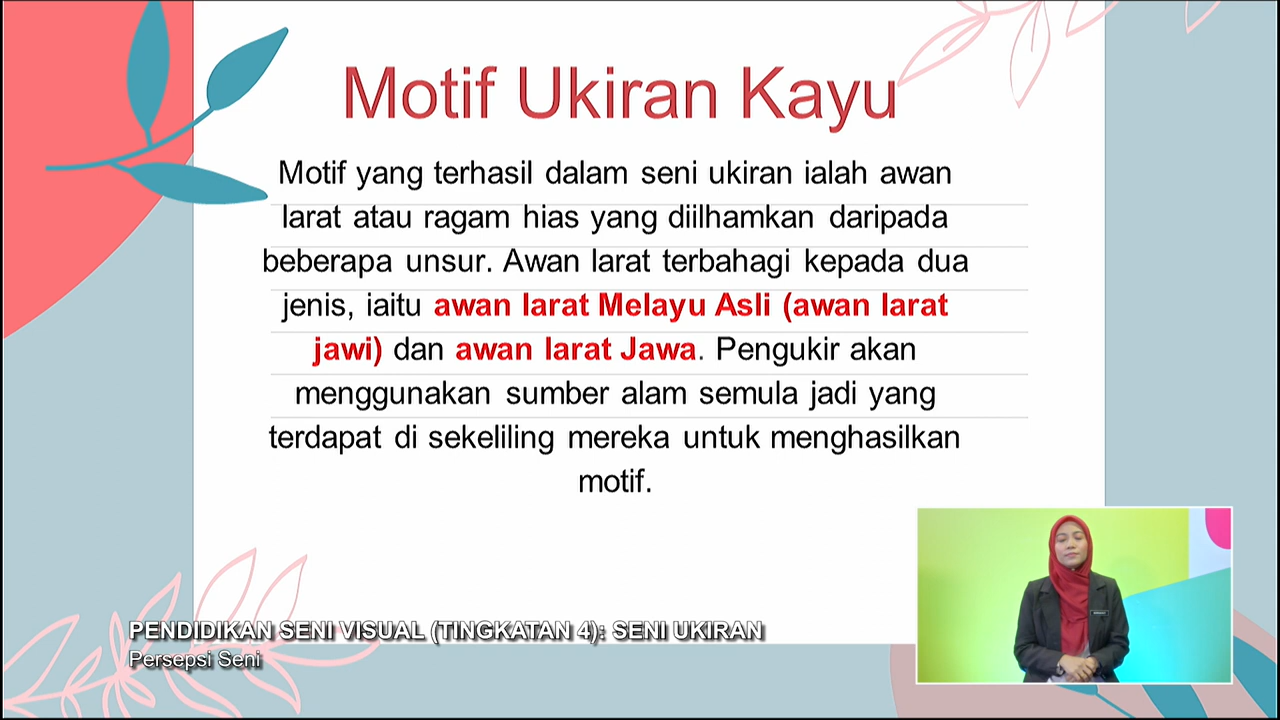 Motif Ukiran Kayu
Motif yang terhasil dalam seni ukiran ialah awan
larat atau ragam hias yang diilhamkan daripada
beberapa unsur. Awan larat terbahagi kepada dua
jenis, iaitu awan larat Melayu Asli (awan larat
jawi) dan awan larat Jawa. Pengukir akan
menggunakan sumber alam semula jadi yang
terdapat di sekeliling mereka untuk menghasilkan
motif.
PENDIDIKAN SENI VISUAL (TINGKATAN 4): SENI UKIRAN
Persepsi Seni